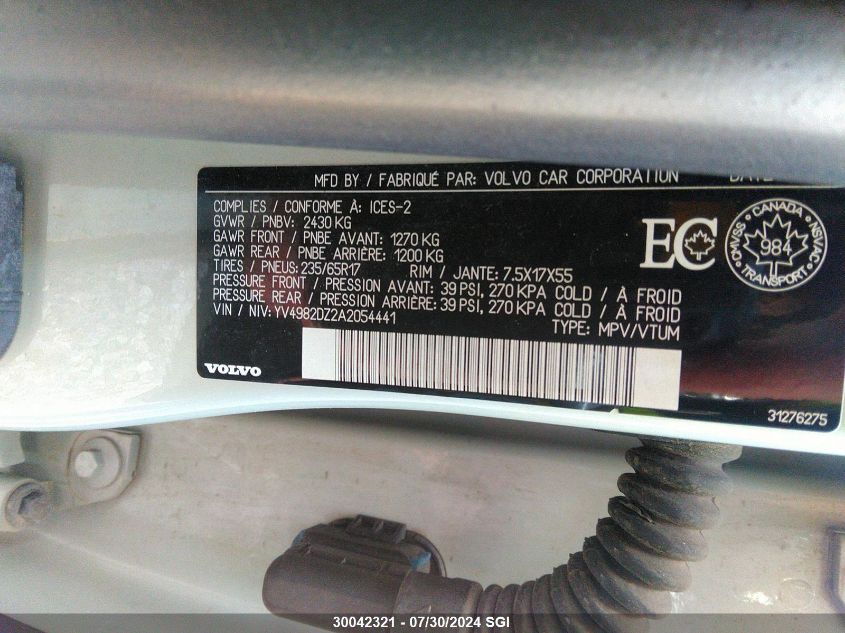 MFD BY / FABRIQUÉ PAR: VOLVO CAR CORPORATION
COMPLIES / CONFORME À: ICES-2
GVWR / PNBV: 2430 KG
GAWR FRONT / PNBE AVANT: 1270 KG
GAWR REAR / PNBE ARRIÈRE: 1200 KG
TIRES / PNEUS: 235/65R17 RIM / JANTE: 7.5X17X55
PRESSURE FRONT / PRESSION AVANT: 39 PSI, 270 KPA COLD / À FROID
PRESSURE REAR / PRESSION ARRIÈRE: 39 PSI, 270 KPA COLD / À FROID
VIN / NIV: YV4982DZ2A2054441
TYPE: MPV/VTUM
EC
CANADA
CMVSS 984 NSVAC
TRANSPORT
VOLVO
31276275
30042321 - 07/30/2024 SGI